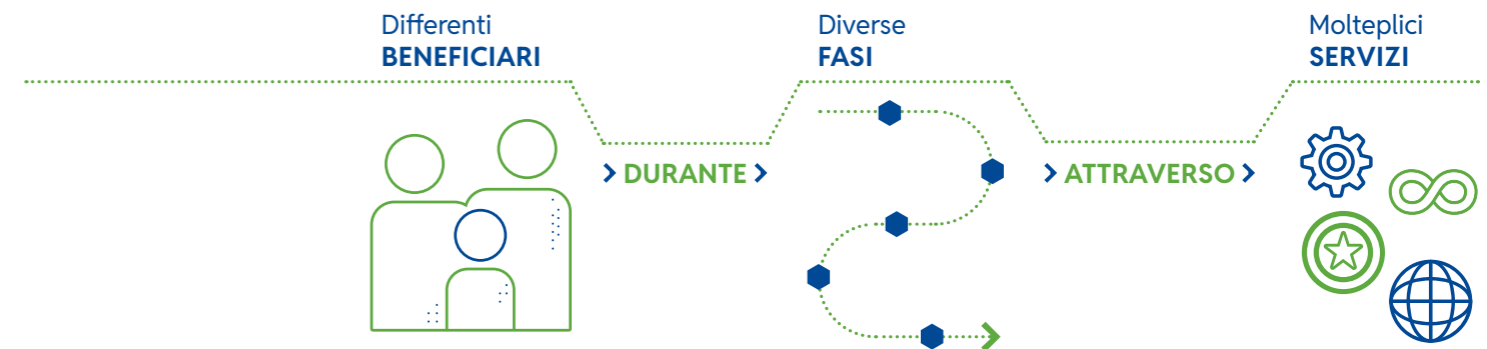 Differenti
BENEFICIARI
> DURANTE >
Diverse
FASI
> ATTRAVERSO >
Molteplici
SERVIZI